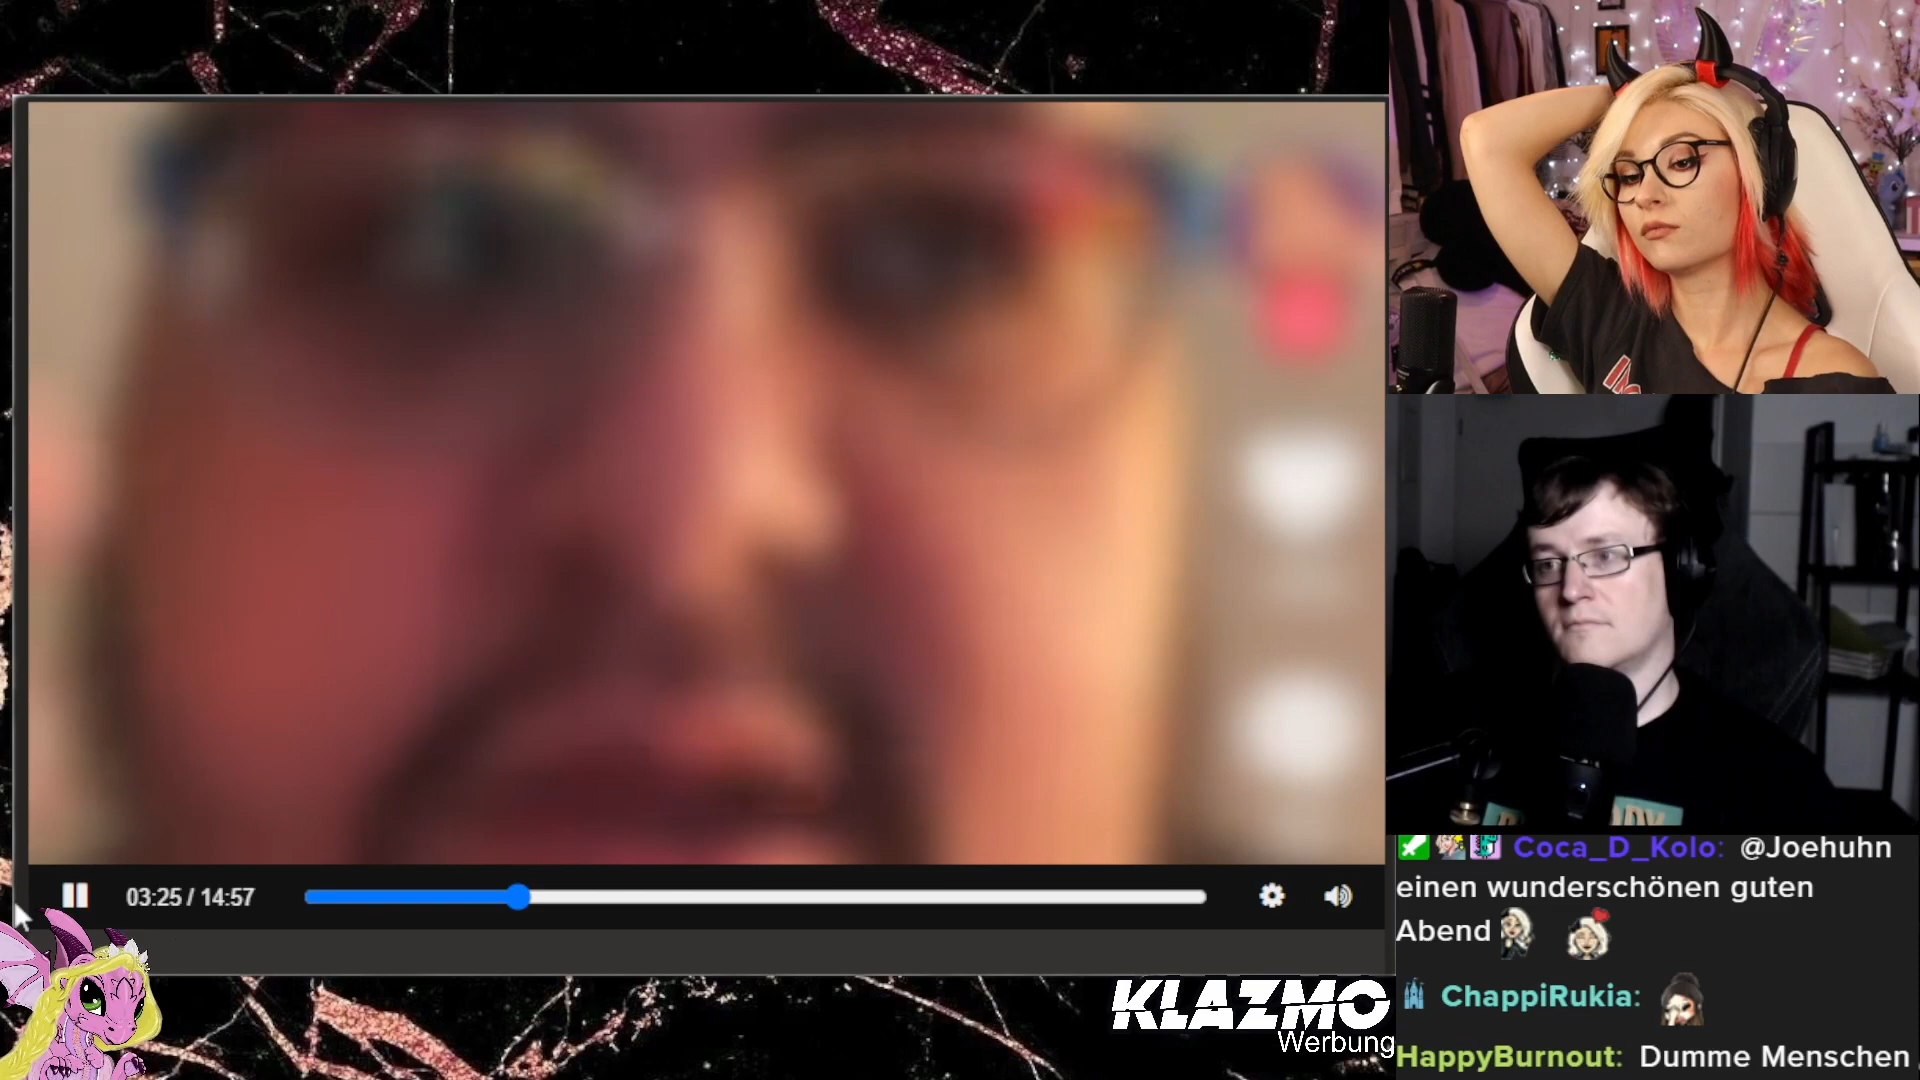 03:25 / 14:57
KLAZMO
Werbung
Coca_D_Kolo: @Joehuhn
einen wunderschönen guten
Abend
ChappiRukia:
HappyBurnout: Dumme Menschen